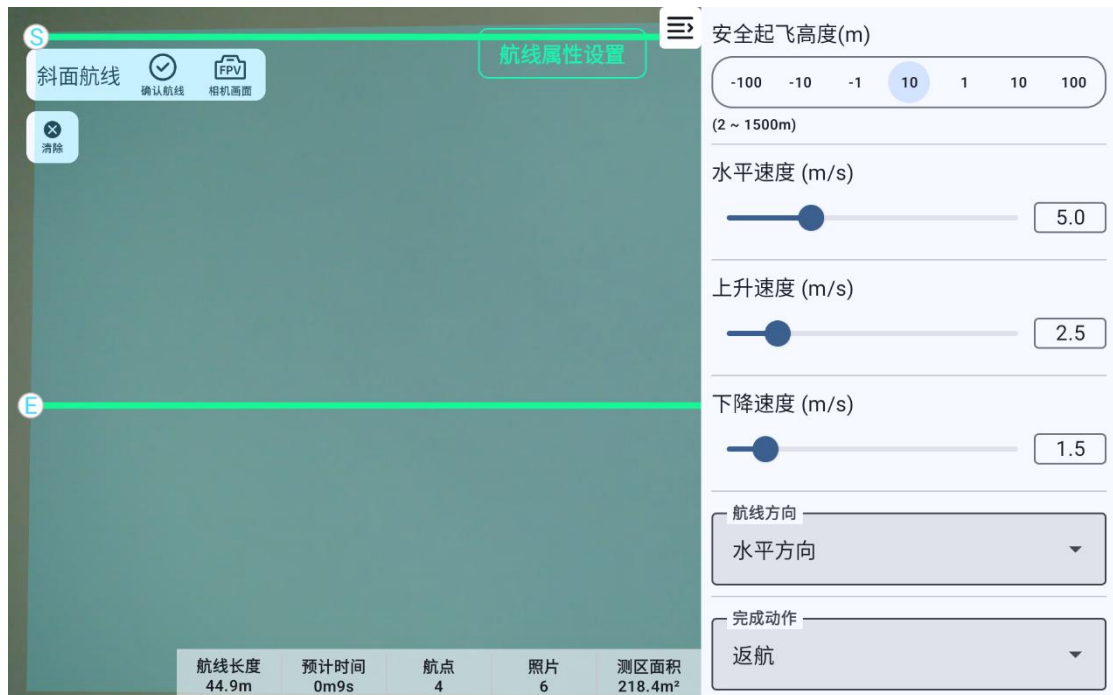 S
航线属性设置
斜面航线
确认航线
FPV
相机画面
清除
E
航线长度 预计时间 航点 照片 测区面积
44.9m 0m9s 4 6 218.4m²
安全起飞高度(m)
-100 -10 -1 10 1 10 100
(2 ~ 1500m)
水平速度 (m/s)
5.0
上升速度 (m/s)
2.5
下降速度 (m/s)
1.5
航线方向
水平方向
完成动作
返航